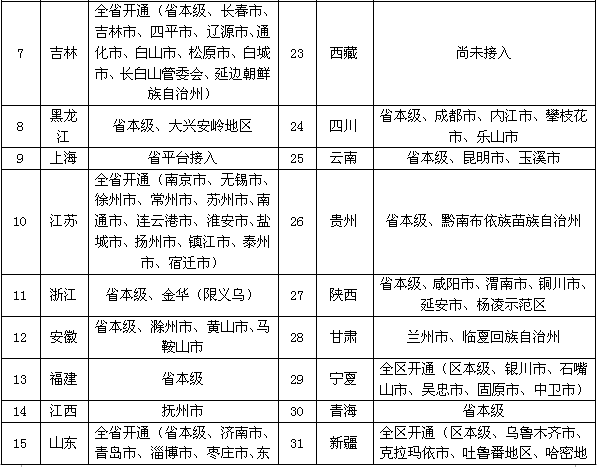 全省开通（省本级、长春市、
吉林市、四平市、辽源市、通
化市、白山市、松原市、白城
市、长白山管委会、延边朝鲜
族自治州）
7
吉林
23
西藏
尚未接入
8
黑龙
江
省本级、大兴安岭地区
24
四川
省本级、成都市、内江市、攀枝花
市、乐山市
9
上海
省平台接入
25
云南
省本级、昆明市、玉溪市
10
江苏
全省开通（南京市、无锡市、
徐州市、常州市、苏州市、南
通市、连云港市、淮安市、盐
城市、扬州市、镇江市、泰州
市、宿迁市）
26
贵州
省本级、黔南布依族苗族自治州
11
浙江
省本级、金华（限义乌）
27
陕西
省本级、咸阳市、渭南市、铜川市、
延安市、杨凌示范区
12
安徽
省本级、滁州市、黄山市、马
鞍山市
28
甘肃
兰州市、临夏回族自治州
13
福建
省本级
29
宁夏
全区开通（区本级、银川市、石嘴
山市、吴忠市、固原市、中卫市）
14
江西
抚州市
30
青海
省本级
15
山东
全省开通（省本级、济南市、
青岛市、淄博市、枣庄市、东
31
新疆
全区开通（区本级、乌鲁木齐市、
克拉玛依市、吐鲁番地区、哈密地